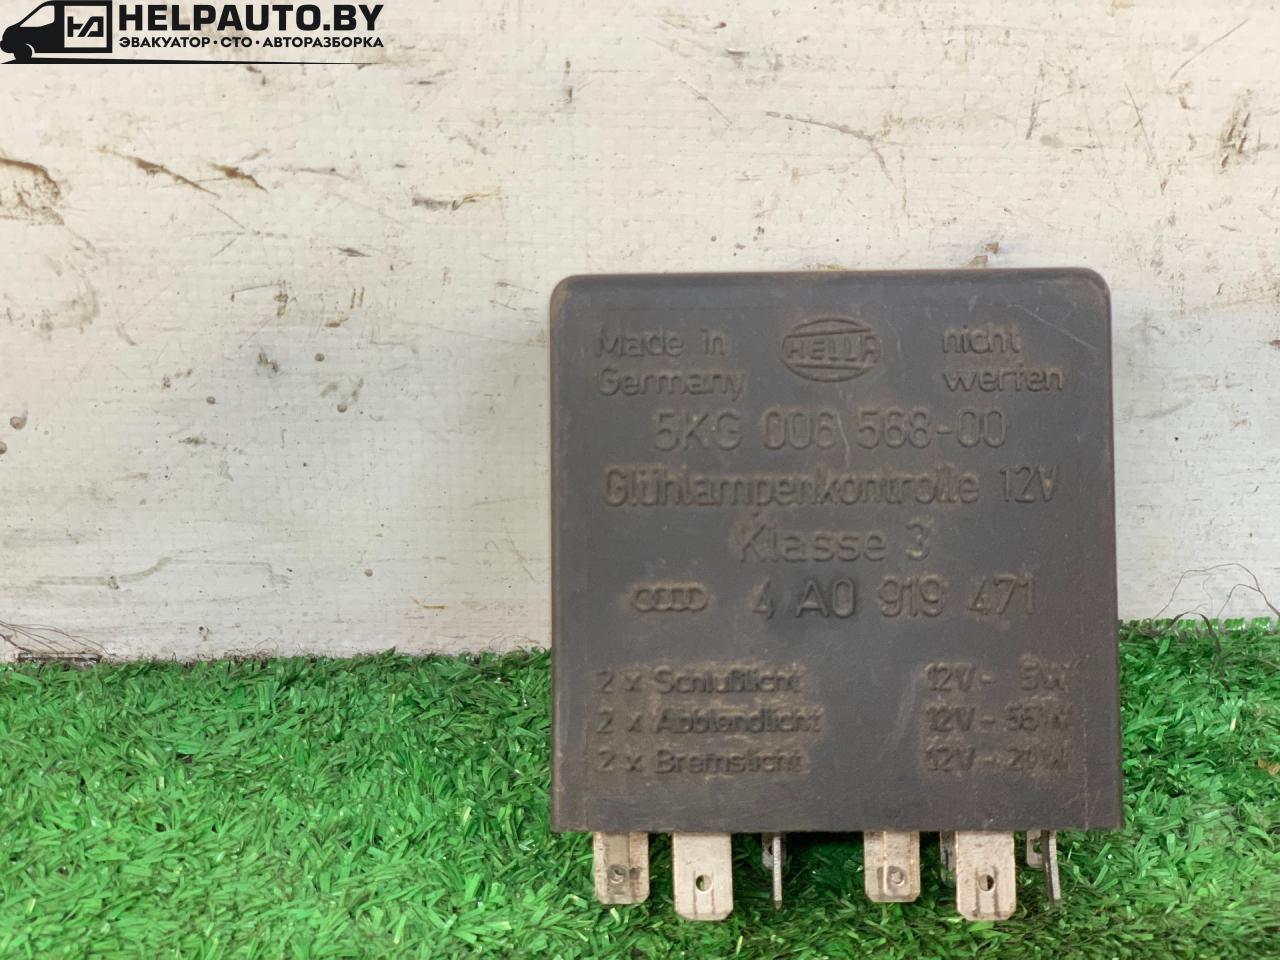 HELPAUTO.BY
ЭВАКУАТОР·СТО·АВТОРАЗБОРКА
Made in HELLA nicht
Germany werfen
5KG 006 568-00
Glühlampenkontrolle 12V
Klasse 3
4 A0 919 471
2 x Schlußlicht 12V - 5W
2 x Abblendlicht 12V - 55W
2 x Bremslicht 12V - 21W